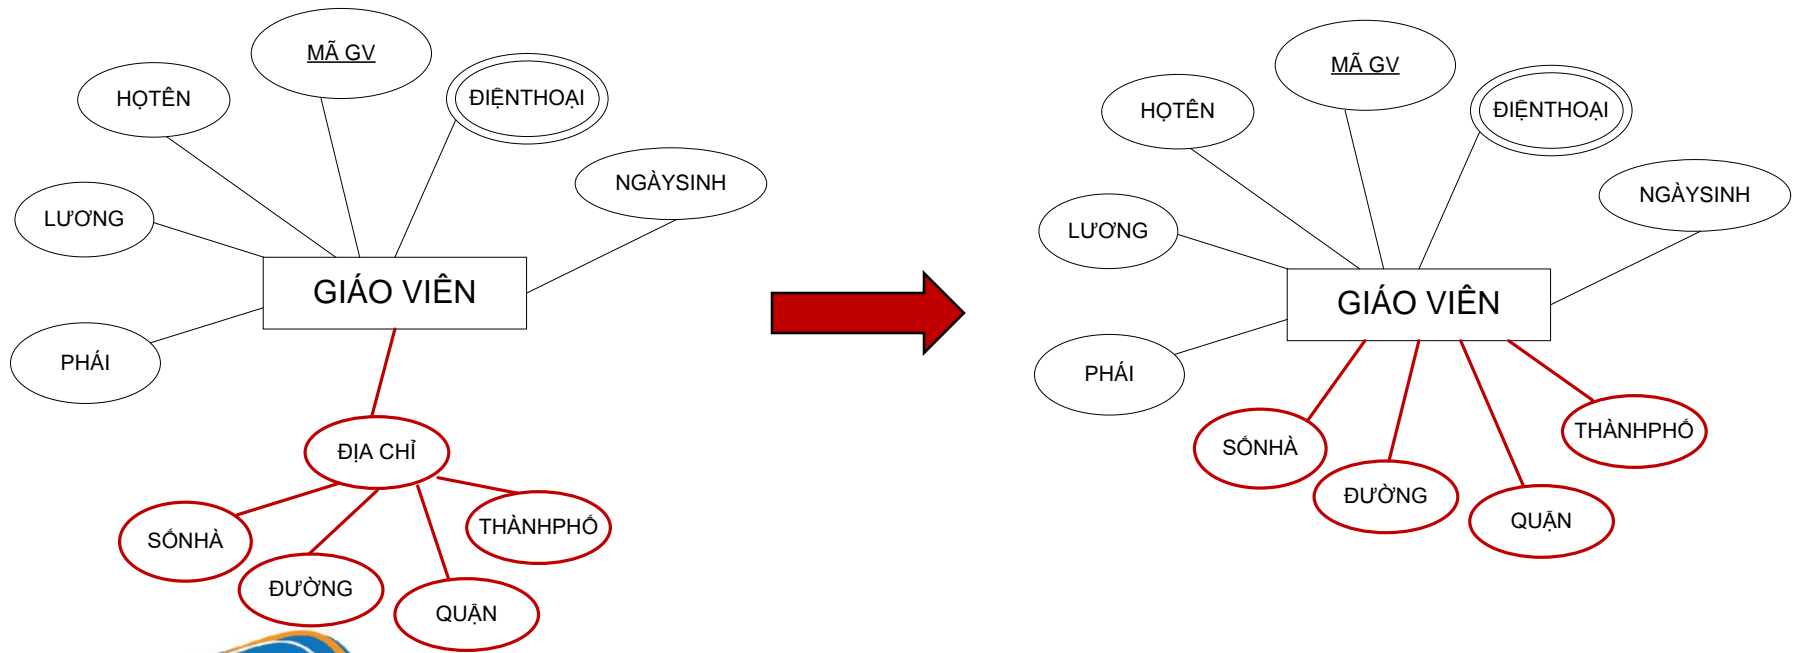 MÃ GV
HỌTÊN
ĐIỆNTHOẠI
NGÀYSINH
LƯƠNG
GIÁO VIÊN
PHÁI
ĐỊA CHỈ
SỐNHÀ
ĐƯỜNG
QUẬN
THÀNHPHỐ
MÃ GV
HỌTÊN
ĐIỆNTHOẠI
NGÀYSINH
LƯƠNG
GIÁO VIÊN
PHÁI
SỐNHÀ
ĐƯỜNG
QUẬN
THÀNHPHỐ